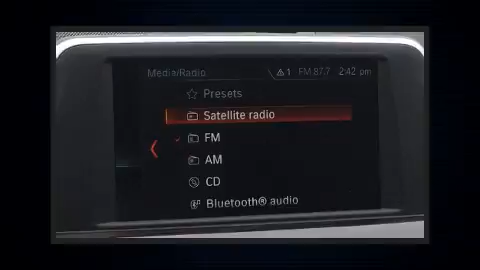 Media/Radio 1 FM 87.7 2:42 pm
Presets
Satellite radio
FM
AM
CD
Bluetooth® audio